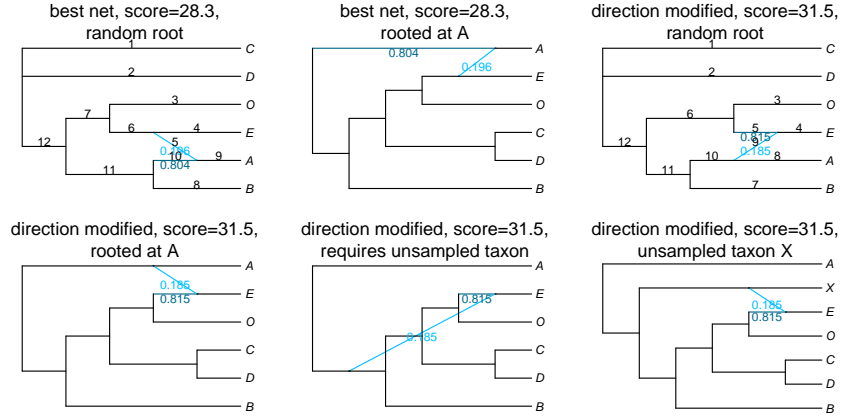 best net, score=28.3,
random root
1
C
2
D
3
O
7
6
4
E
5
0.196
12
10
9
A
0.804
11
8
B
best net, score=28.3,
rooted at A
A
0.804
0.196
E
O
C
D
B
direction modified, score=31.5,
random root
1
C
2
D
3
O
6
5
4
E
0.815
9
0.185
12
10
8
A
11
7
B
direction modified, score=31.5,
rooted at A
A
0.185
E
0.815
O
C
D
B
direction modified, score=31.5,
requires unsampled taxon
A
0.815
E
O
0.185
C
D
B
direction modified, score=31.5,
unsampled taxon X
A
X
0.185
E
0.815
O
C
D
B